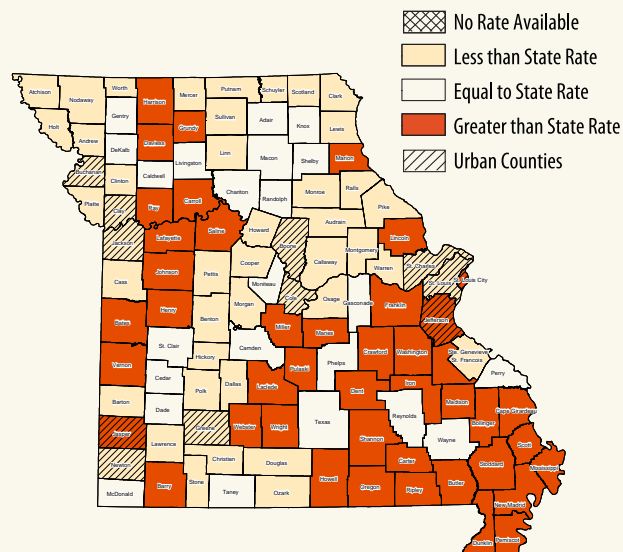 No Rate Available
Less than State Rate
Equal to State Rate
Greater than State Rate
Urban Counties
Atchison
Nodaway
Worth
Harrison
Mercer
Putnam
Schuyler
Scotland
Clark
Gentry
Holt
Andrew
DeKalb
Daviess
Grundy
Sullivan
Adair
Knox
Lewis
Buchanan
Clinton
Caldwell
Livingston
Linn
Macon
Shelby
Marion
Platte
Clay
Ray
Carroll
Chariton
Randolph
Monroe
Ralls
Pike
Jackson
Lafayette
Saline
Howard
Boone
Audrain
Callaway
Montgomery
Lincoln
Warren
St. Charles
St. Louis
St. Louis City
Cass
Johnson
Pettis
Cooper
Moniteau
Cole
Osage
Gasconade
Franklin
Jefferson
Bates
Henry
Benton
Morgan
Miller
Maries
St. Clair
Hickory
Camden
Pulaski
Phelps
Crawford
Washington
Ste. Genevieve
St. Francois
Perry
Vernon
Cedar
Polk
Dallas
Laclede
Dent
Iron
Madison
Bollinger
Cape Girardeau
Barton
Dade
Greene
Webster
Wright
Texas
Shannon
Reynolds
Wayne
Jasper
Lawrence
Christian
Douglas
Carter
Butler
Stoddard
Scott
Mississippi
Newton
McDonald
Barry
Stone
Taney
Ozark
Howell
Oregon
Ripley
New Madrid
Dunklin
Pemiscot